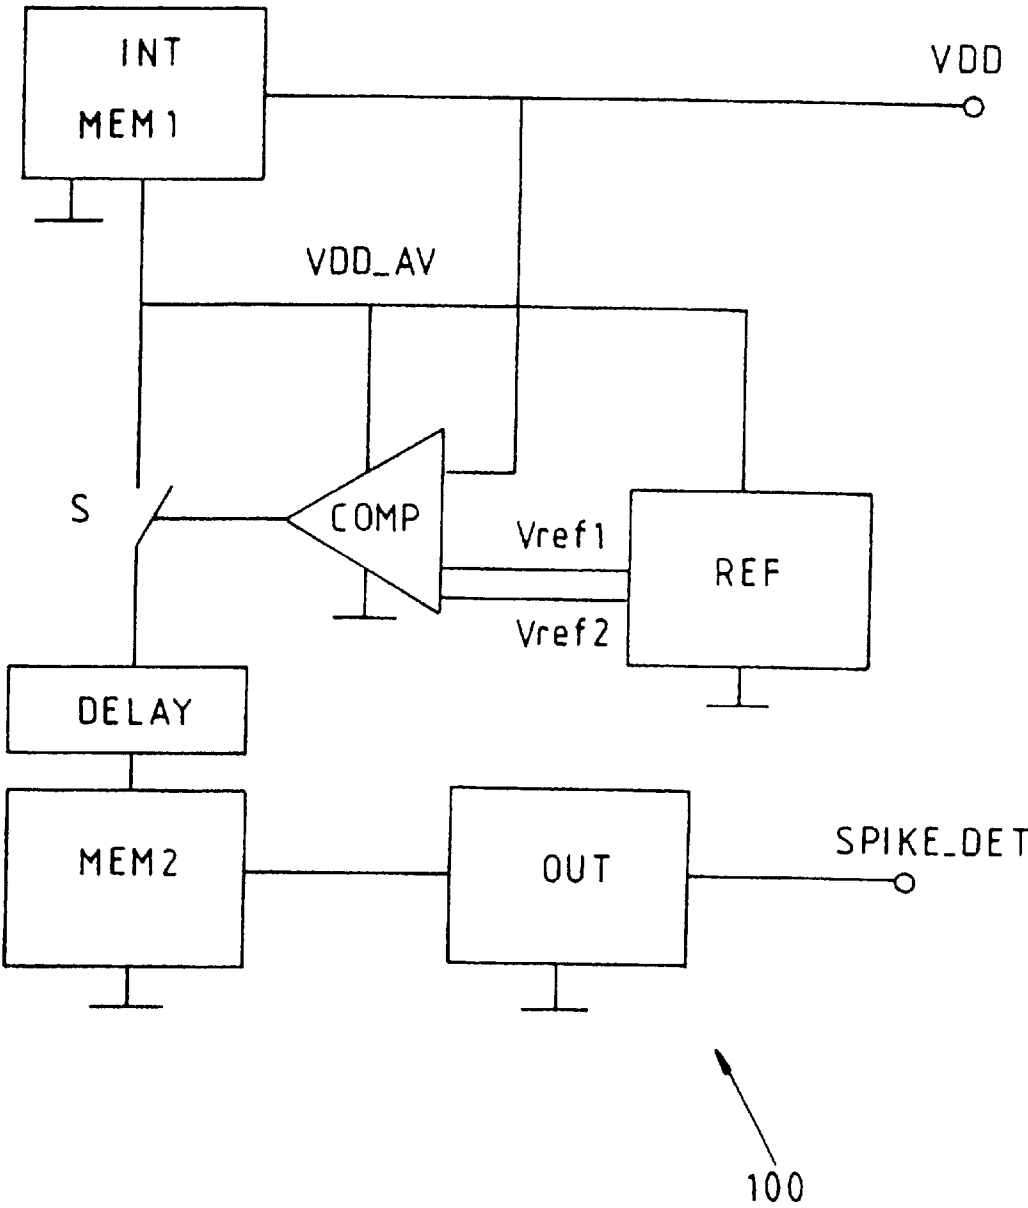 INT
MEM1
VDD
VDD_AV
S
COMP
Vref1
REF
Vref2
DELAY
MEM2
OUT
SPIKE_DET
100